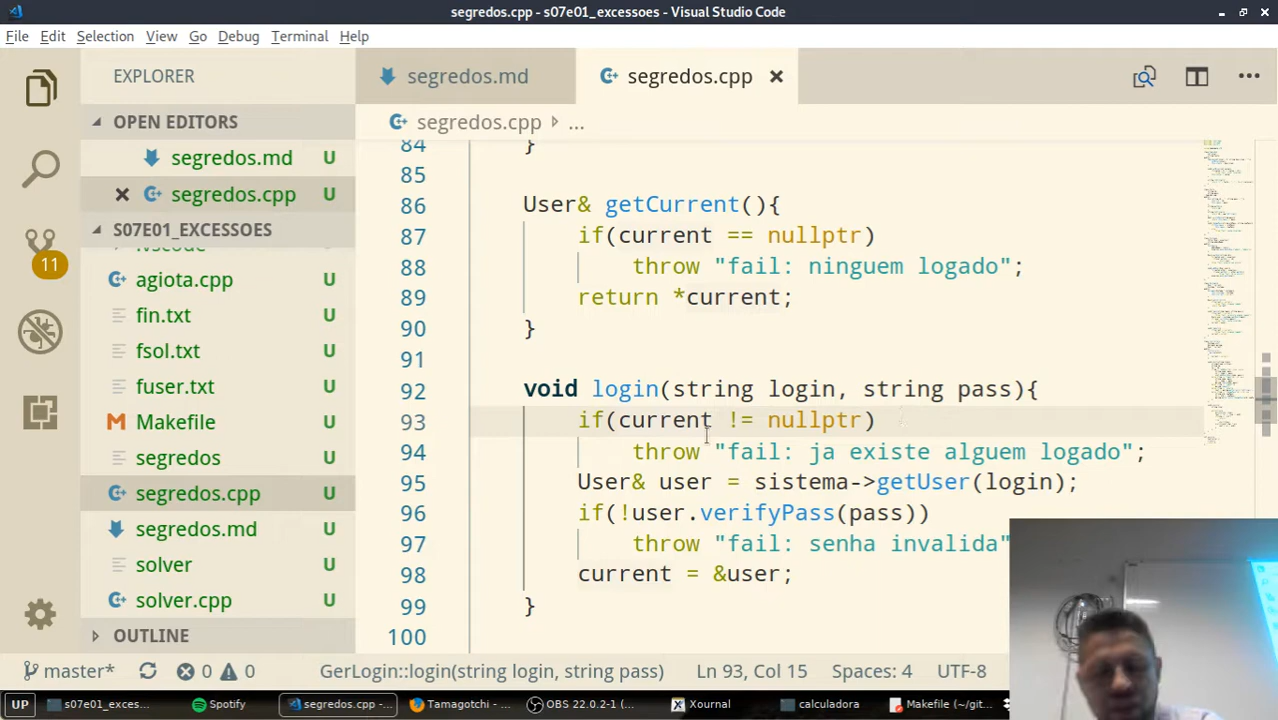 segredos.cpp - s07e01_excessoes - Visual Studio Code
File Edit Selection View Go Debug Terminal Help
EXPLORER
segredos.md
segredos.cpp
OPEN EDITORS
segredos.cpp ...
segredos.md U
segredos.cpp U
S07E01_EXCESSOES
.vscode
agiota.cpp U
fin.txt U
fsol.txt U
fuser.txt U
Makefile U
segredos U
segredos.cpp U
segredos.md U
solver U
solver.cpp U
OUTLINE
11
84 }
85
86 User& getCurrent(){
87 if(current == nullptr)
88 throw "fail: ninguem logado";
89 return *current;
90 }
91
92 void login(string login, string pass){
93 if(current != nullptr)
94 throw "fail: ja existe alguem logado";
95 User& user = sistema->getUser(login);
96 if(!user.verifyPass(pass))
97 throw "fail: senha invalida"
98 current = &user;
99 }
100
master* 0 0 GerLogin::login(string login, string pass) Ln 93, Col 15 Spaces: 4 UTF-8
UP s07e01_exces... Spotify segredos.cpp -... Tamagotchi - ... OBS 22.0.2-1 (... Xournal calculadora Makefile (~/git...